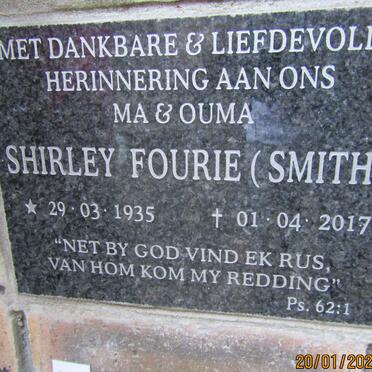 MET DANKBARE & LIEFDEVOLL
HERINNERING AAN ONS
MA & OUMA
SHIRLEY FOURIE (SMITH
★ 29·03·1935 † 01·04·2017
"NET BY GOD VIND EK RUS,
VAN HOM KOM MY REDDING"
Ps. 62:1
20/01/202